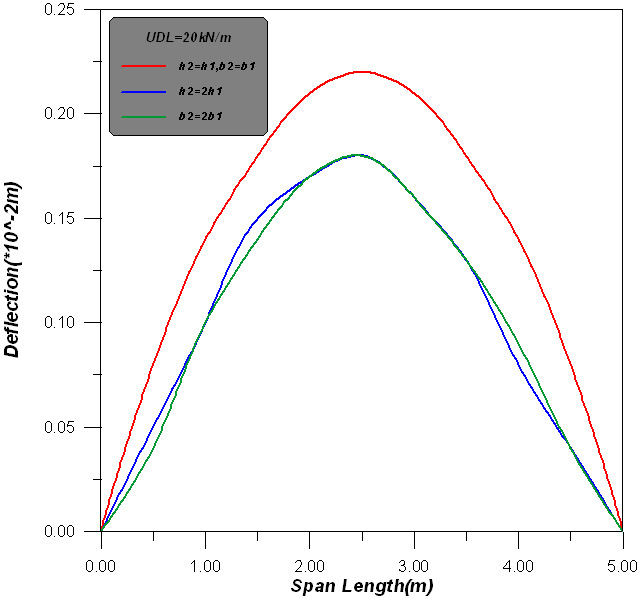 0.25
UDL=20kN/m
h2=h1,b2=b1
h2=2h1
b2=2b1
0.20
0.15
0.10
0.05
0.00
Deflection(*10^-2m)
0.00 1.00 2.00 3.00 4.00 5.00
Span Length(m)